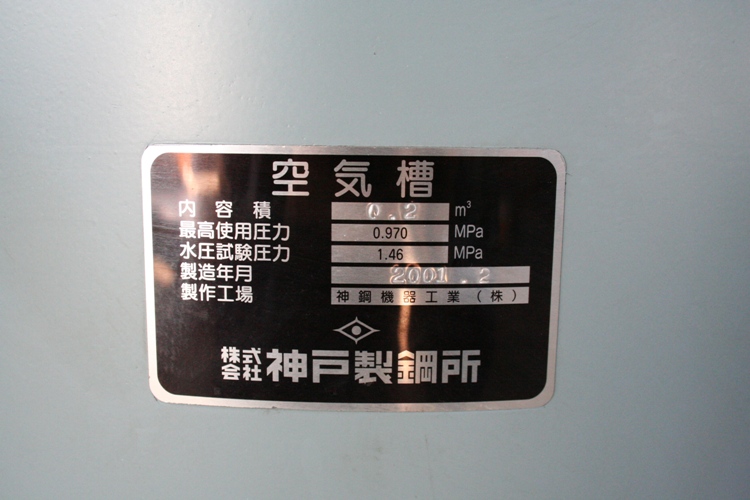 空気槽
内容積 0.2 m³
最高使用圧力 0.970 MPa
水圧試験圧力 1.46 MPa
製造年月 2001.2
製作工場 神鋼機器工業(株)
株式会社 神戸製鋼所